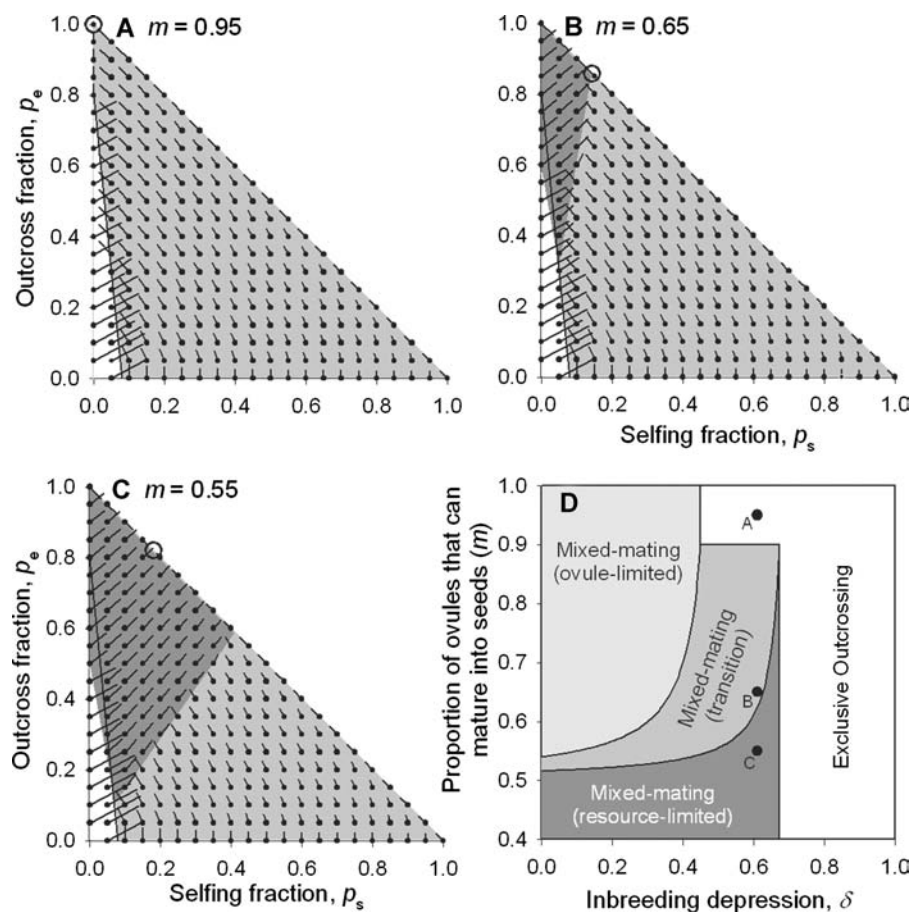 A m = 0.95
1.0
0.8
0.6
0.4
0.2
0.0
Outcross fraction, pe
0.0 0.2 0.4 0.6 0.8 1.0
B m = 0.65
1.0
0.8
0.6
0.4
0.2
0.0
0.0 0.2 0.4 0.6 0.8 1.0
Selfing fraction, ps
C m = 0.55
1.0
0.8
0.6
0.4
0.2
0.0
Outcross fraction, pe
0.0 0.2 0.4 0.6 0.8 1.0
Selfing fraction, ps
D
1.0
0.9
0.8
0.7
0.6
0.5
0.4
Proportion of ovules that can
mature into seeds (m)
Mixed-mating
(ovule-limited)
Mixed-mating
(transition)
Mixed-mating
(resource-limited)
Exclusive Outcrossing
A
B
C
0.0 0.2 0.4 0.6 0.8 1.0
Inbreeding depression, δ